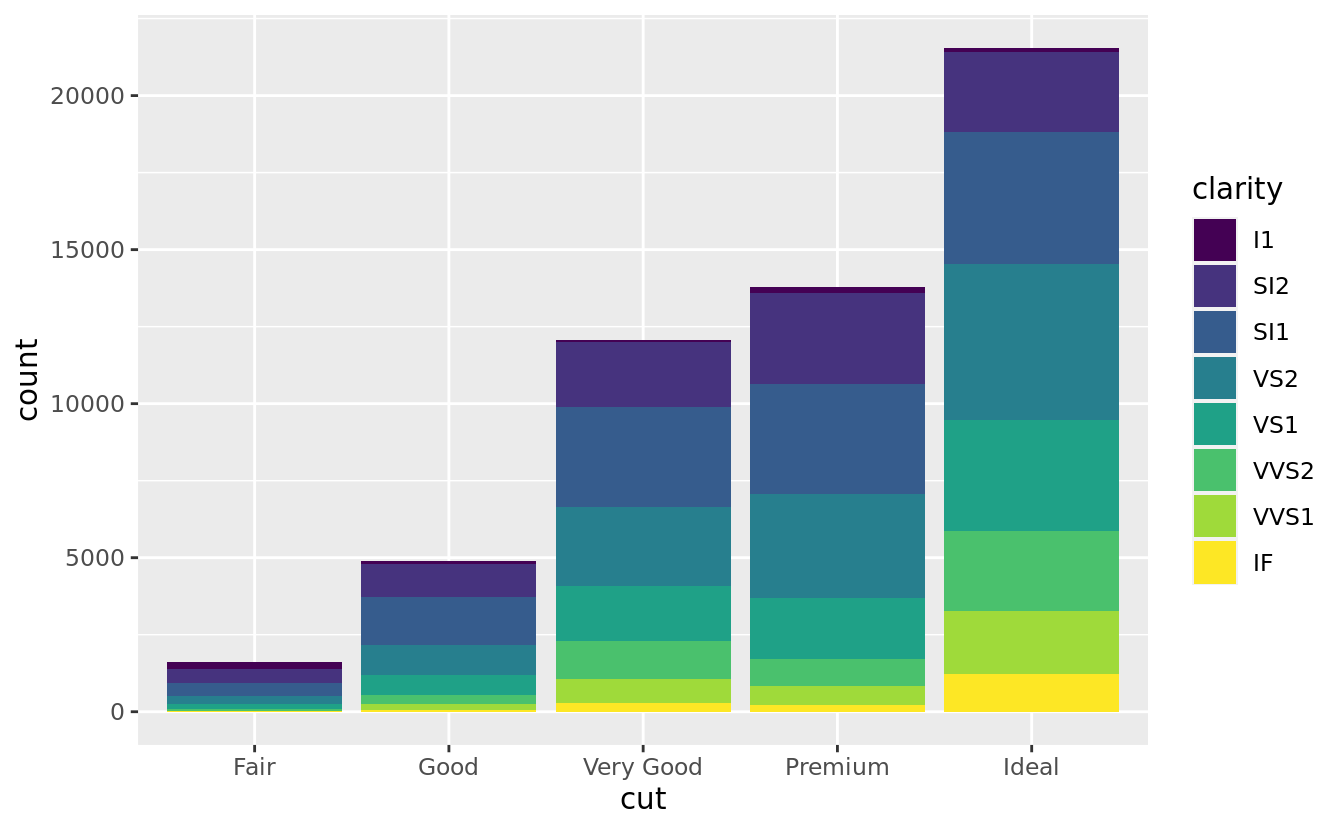 20000
15000
10000
5000
0
count
Fair
Good
Very Good
Premium
Ideal
cut
clarity
I1
SI2
SI1
VS2
VS1
VVS2
VVS1
IF